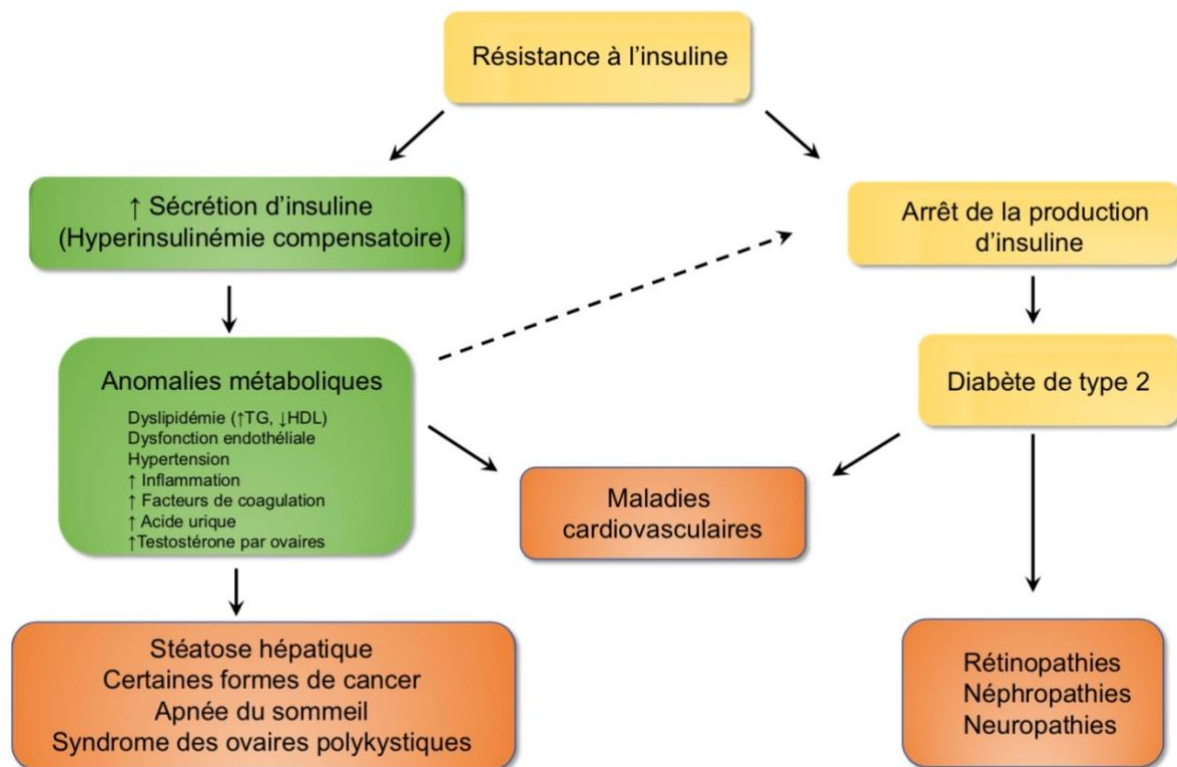 Résistance à l’insuline
↑ Sécrétion d’insuline
(Hyperinsulinémie compensatoire)
Arrêt de la production
d’insuline
Anomalies métaboliques
Dyslipidémie (↑TG, ↓HDL)
Dysfonction endothéliale
Hypertension
↑ Inflammation
↑ Facteurs de coagulation
↑ Acide urique
↑Testostérone par ovaires
Diabète de type 2
Maladies
cardiovasculaires
Stéatose hépatique
Certaines formes de cancer
Apnée du sommeil
Syndrome des ovaires polykystiques
Rétinopathies
Néphropathies
Neuropathies